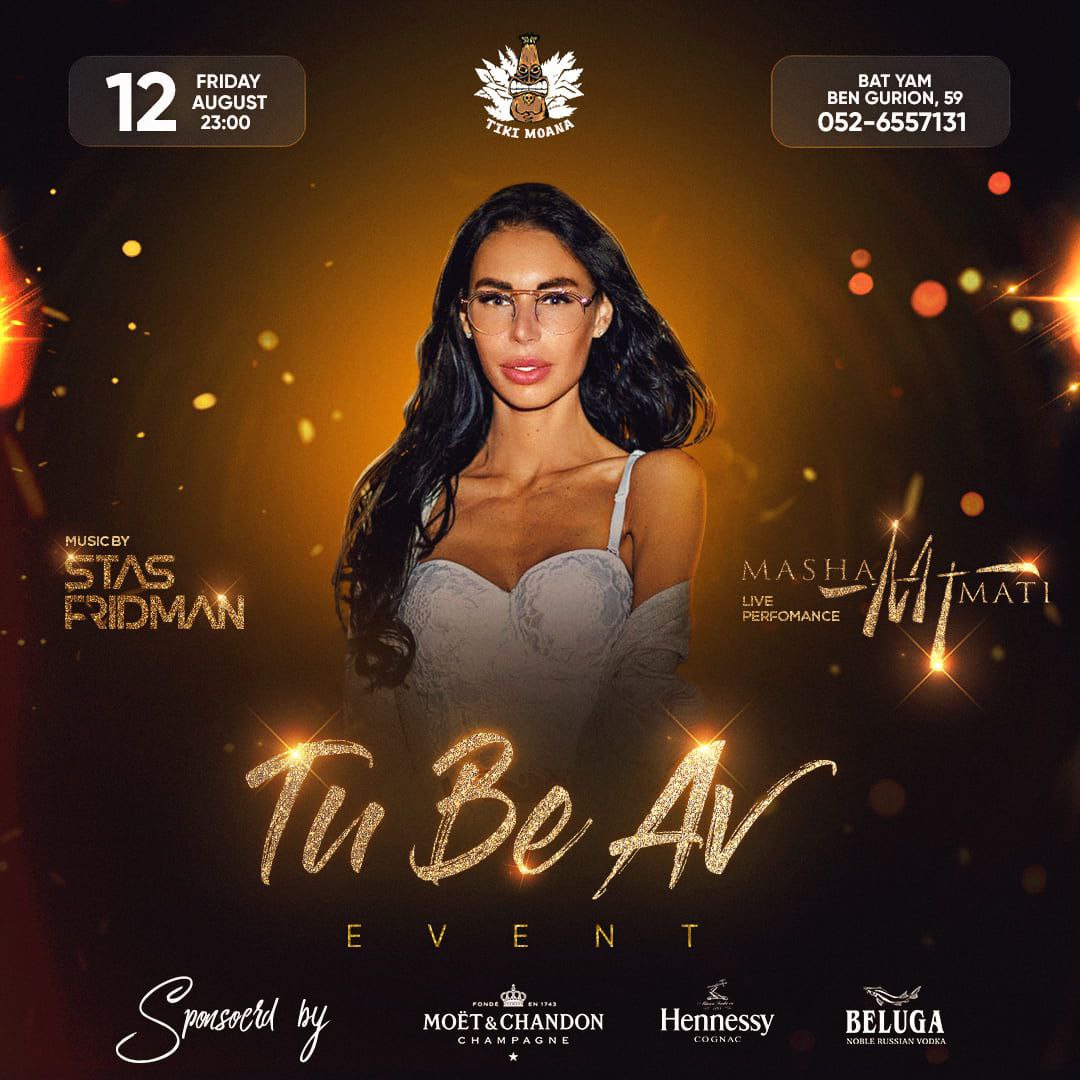 12
FRIDAY
AUGUST
23:00
TIKI MOANA
BAT YAM
BEN GURION, 59
052-6557131
MUSIC BY
STAS
FRIDMAN
MASHA MATI
LIVE
PERFOMANCE
Tu Be Av
EVENT
Sponsoerd by
FONDÉ EN 1743
MOËT & CHANDON
CHAMPAGNE
Hennessy
COGNAC
BELUGA
NOBLE RUSSIAN VODKA